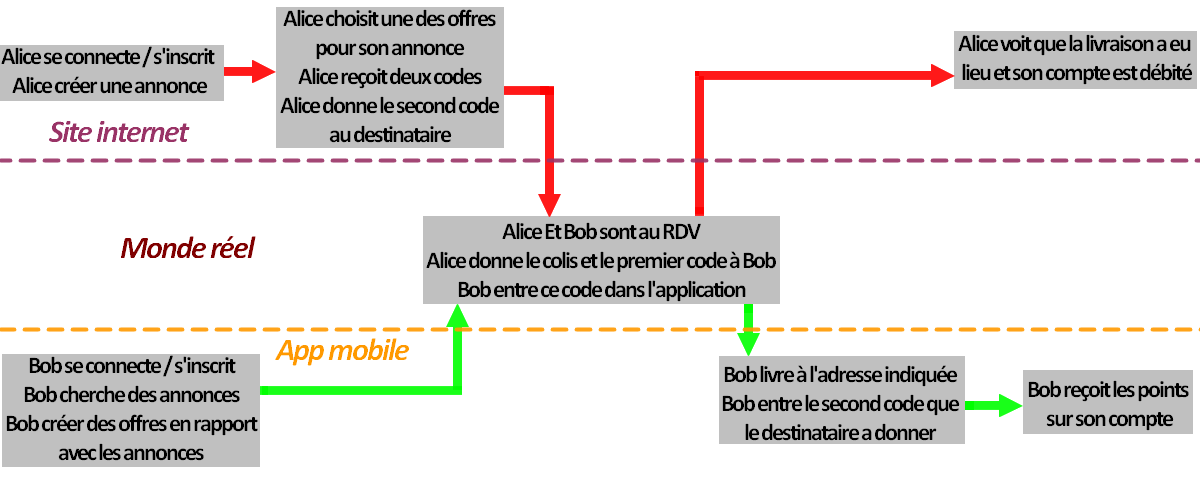 Alice se connecte / s'inscrit
Alice créer une annonce
Alice choisit une des offres
pour son annonce
Alice reçoit deux codes
Alice donne le second code
au destinataire
Alice voit que la livraison a eu
lieu et son compte est débité
Site internet
Monde réel
Alice Et Bob sont au RDV
Alice donne le colis et le premier code à Bob
Bob entre ce code dans l'application
App mobile
Bob se connecte / s'inscrit
Bob cherche des annonces
Bob créer des offres en rapport
avec les annonces
Bob livre à l'adresse indiquée
Bob entre le second code que
le destinataire a donner
Bob reçoit les points
sur son compte